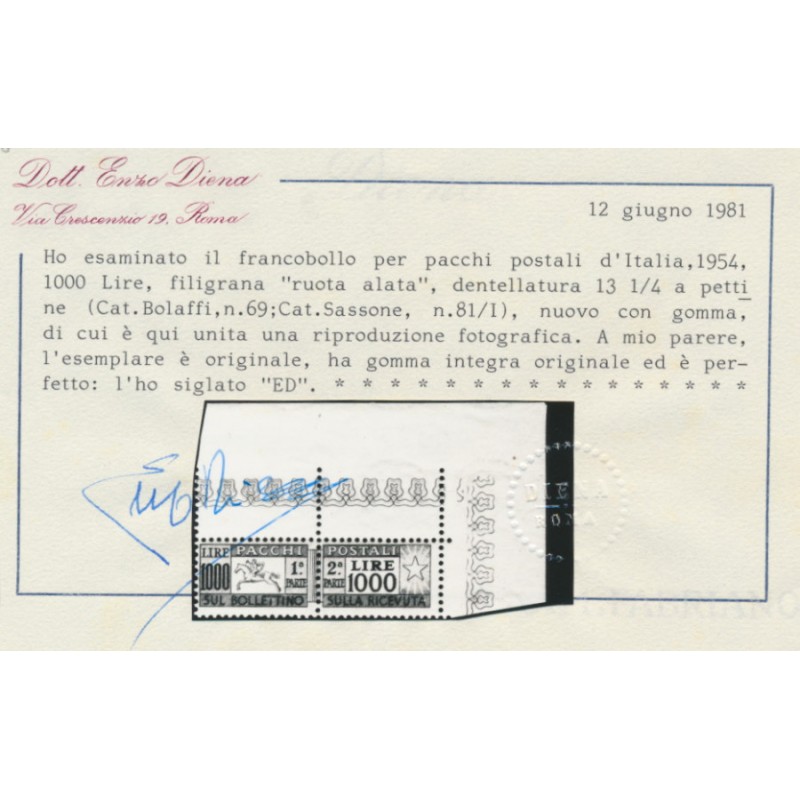 Dott. Enzo Diena
Via Crescenzio 19. Roma
12 giugno 1981
Ho esaminato il francobollo per pacchi postali d'Italia,1954,
1000 Lire, filigrana "ruota alata", dentellatura 13 1/4 a petti
ne (Cat.Bolaffi,n.69;Cat.Sassone, n.81/I), nuovo con gomma,
di cui è qui unita una riproduzione fotografica. A mio parere,
l'esemplare è originale, ha gomma integra originale ed è per-
fetto: l'ho siglato "ED". * * * * * * * * * * * * * * * *
DIENA
ROMA
LIRE PACCHI POSTALI
1000 1ª PARTE 2ª PARTE LIRE 1000
SUL BOLLETTINO SULLA RICEVUTA